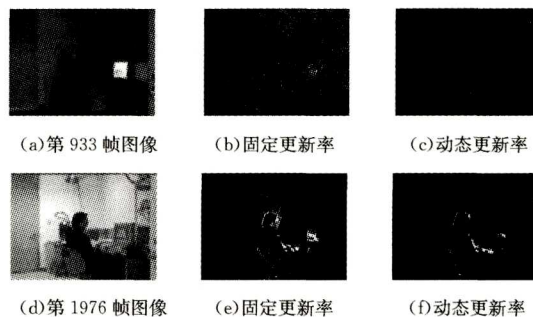 (a)第 933 帧图像 (b)固定更新率 (c)动态更新率
(d)第 1976 帧图像 (e)固定更新率 (f)动态更新率